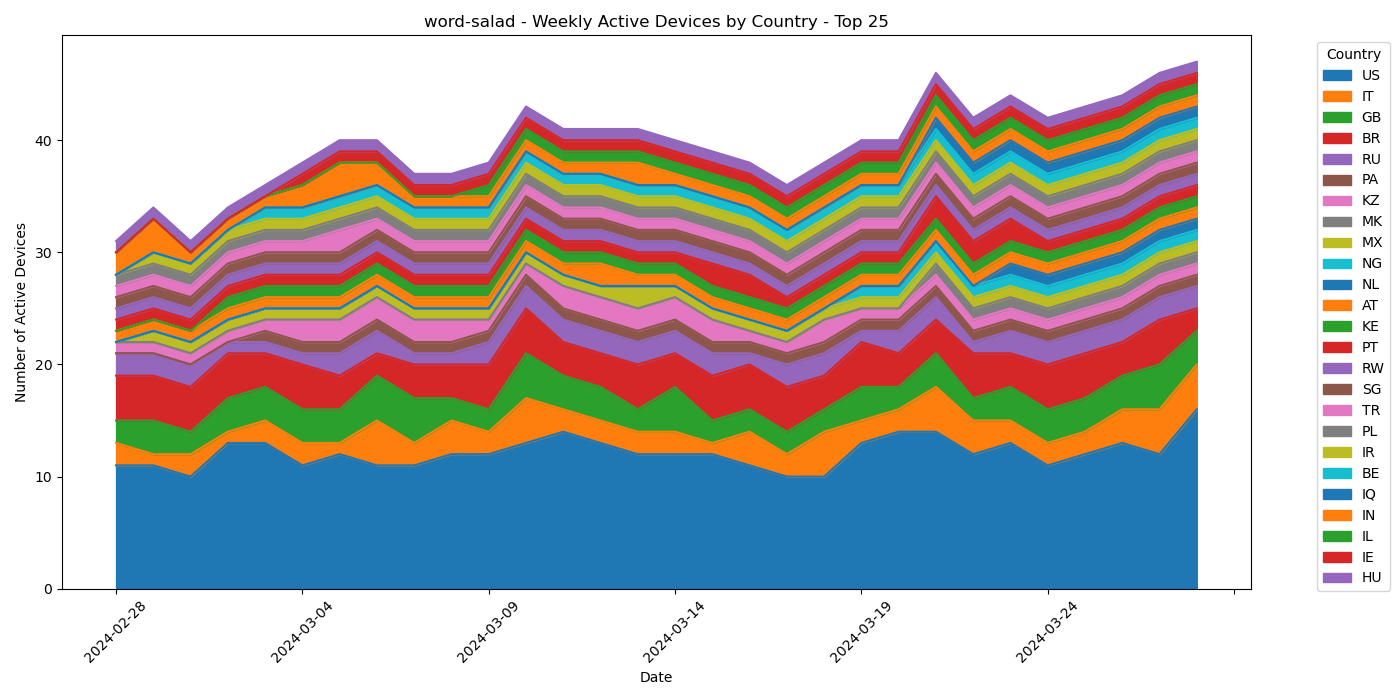 word-salad - Weekly Active Devices by Country - Top 25
Number of Active Devices
40
30
20
10
0
2024-02-28
2024-03-04
2024-03-09
2024-03-14
2024-03-19
2024-03-24
Date
Country
US
IT
GB
BR
RU
PA
KZ
MK
MX
NG
NL
AT
KE
PT
RW
SG
TR
PL
IR
BE
IQ
IN
IL
IE
HU